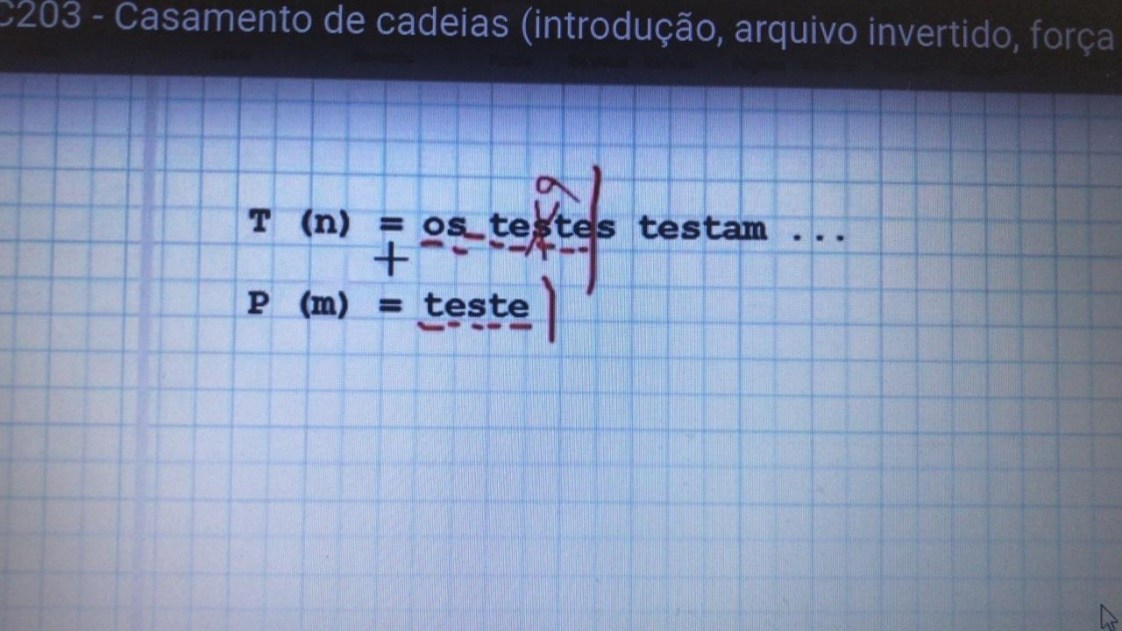 C203 - Casamento de cadeias (introdução, arquivo invertido, força
a
T (n) = os testes testam ...
+
P (m) = teste